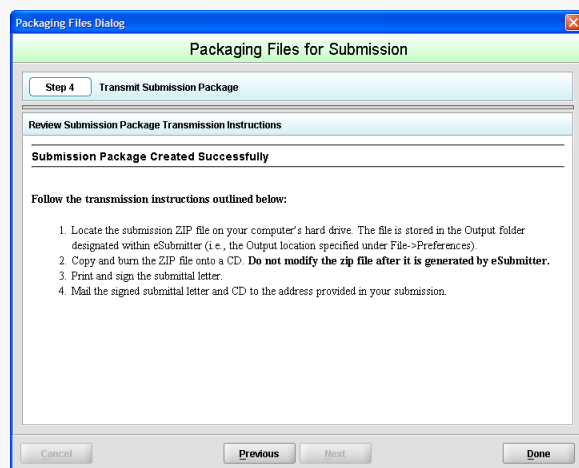 Packaging Files Dialog
Packaging Files for Submission
Step 4 Transmit Submission Package
Review Submission Package Transmission Instructions
Submission Package Created Successfully
Follow the transmission instructions outlined below:
1. Locate the submission ZIP file on your computer's hard drive. The file is stored in the Output folder
designated within eSubmitter (i.e., the Output location specified under File->Preferences).
2. Copy and burn the ZIP file onto a CD. Do not modify the zip file after it is generated by eSubmitter.
3. Print and sign the submittal letter.
4. Mail the signed submittal letter and CD to the address provided in your submission.
Cancel Previous Next Done